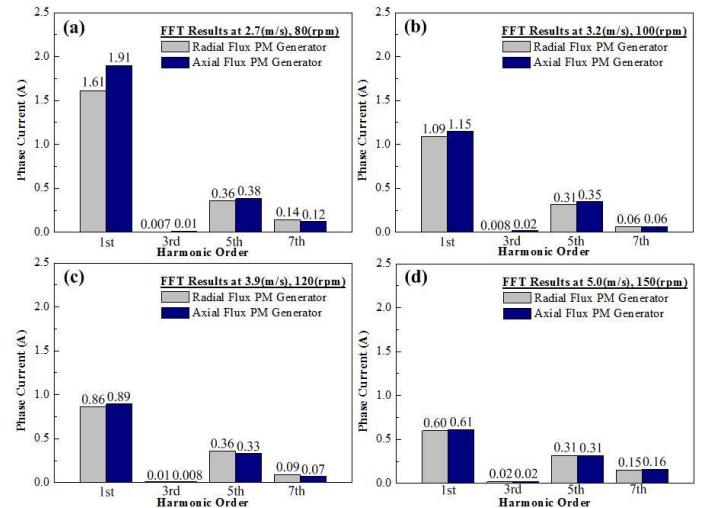 (a)
FFT Results at 2.7(m/s), 80(rpm)
Radial Flux PM Generator
Axial Flux PM Generator
Phase Current (A)
2.5
2.0
1.5
1.0
0.5
0.0
1.61 1.91
0.007 0.01
0.36 0.38
0.14 0.12
1st 3rd 5th 7th
Harmonic Order
(b)
FFT Results at 3.2(m/s), 100(rpm)
Radial Flux PM Generator
Axial Flux PM Generator
Phase Current (A)
2.5
2.0
1.5
1.0
0.5
0.0
1.09 1.15
0.008 0.02
0.31 0.35
0.06 0.06
1st 3rd 5th 7th
Harmonic Order
(c)
FFT Results at 3.9(m/s), 120(rpm)
Radial Flux PM Generator
Axial Flux PM Generator
Phase Current (A)
2.5
2.0
1.5
1.0
0.5
0.0
0.86 0.89
0.01 0.008
0.36 0.33
0.09 0.07
1st 3rd 5th 7th
Harmonic Order
(d)
FFT Results at 5.0(m/s), 150(rpm)
Radial Flux PM Generator
Axial Flux PM Generator
Phase Current (A)
2.5
2.0
1.5
1.0
0.5
0.0
0.60 0.61
0.02 0.02
0.31 0.31
0.15 0.16
1st 3rd 5th 7th
Harmonic Order